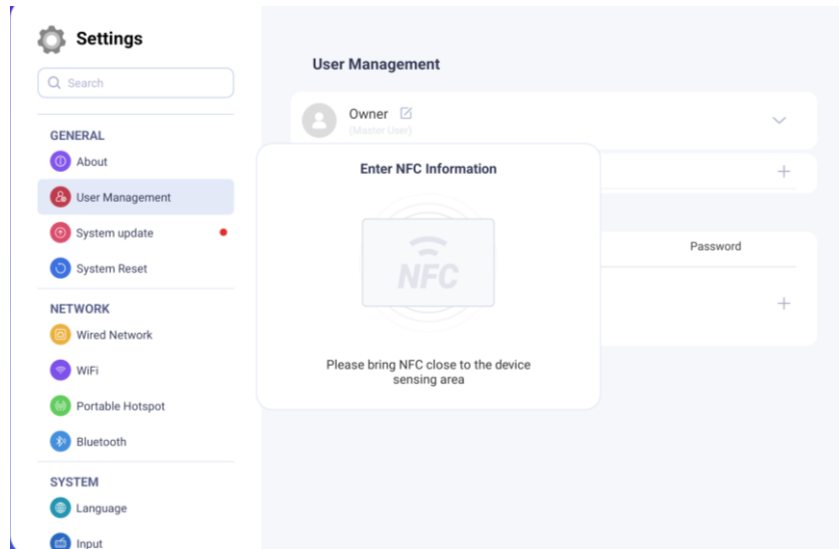 Settings
Search
GENERAL
About
User Management
System update
System Reset
NETWORK
Wired Network
WiFi
Portable Hotspot
Bluetooth
SYSTEM
Language
Input
User Management
Owner
(Master User)
Password
Enter NFC Information
NFC
Please bring NFC close to the device
sensing area